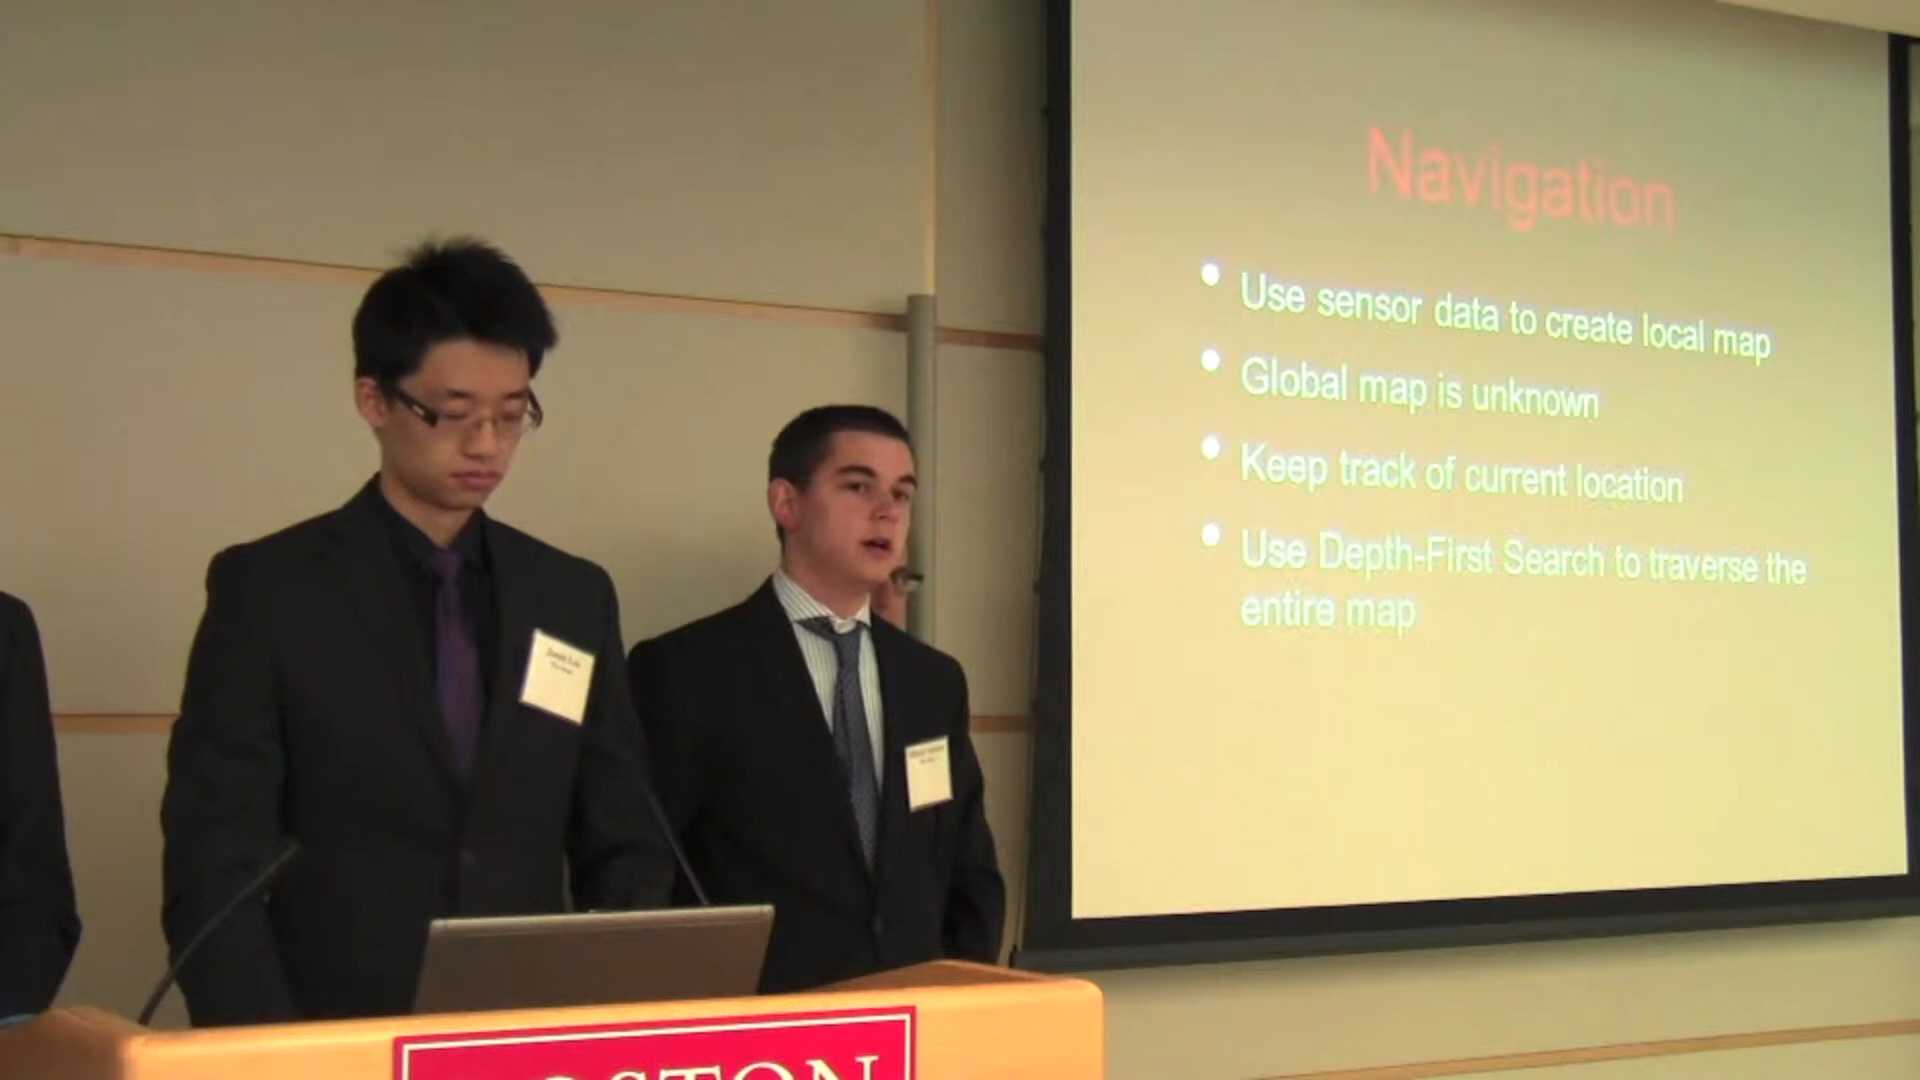 Navigation
Use sensor data to create local map
Global map is unknown
Keep track of current location
Use Depth-First Search to traverse the
entire map
BOSTON